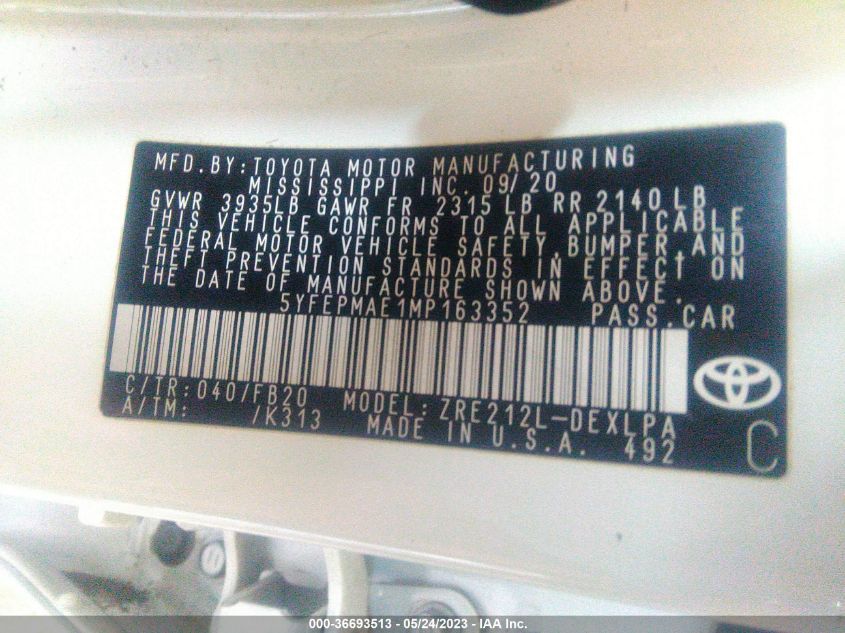 MFD.BY: TOYOTA MOTOR MANUFACTURING
MISSISSIPPI INC. 09/20
GVWR 3935LB GAWR FR 2315 LB RR 2140 LB
THIS VEHICLE CONFORMS TO ALL APPLICABLE
FEDERAL MOTOR VEHICLE SAFETY, BUMPER, AND
THEFT PREVENTION STANDARDS IN EFFECT ON
THE DATE OF MANUFACTURE SHOWN ABOVE.
5YFEPMAE1MP163352 PASS.CAR
C/TR: 040/FB20 MODEL: ZRE212L-DEXLPA
A/TM: /K313 MADE IN U.S.A. 492
C
000-36693513 - 05/24/2023 - IEA Inc.